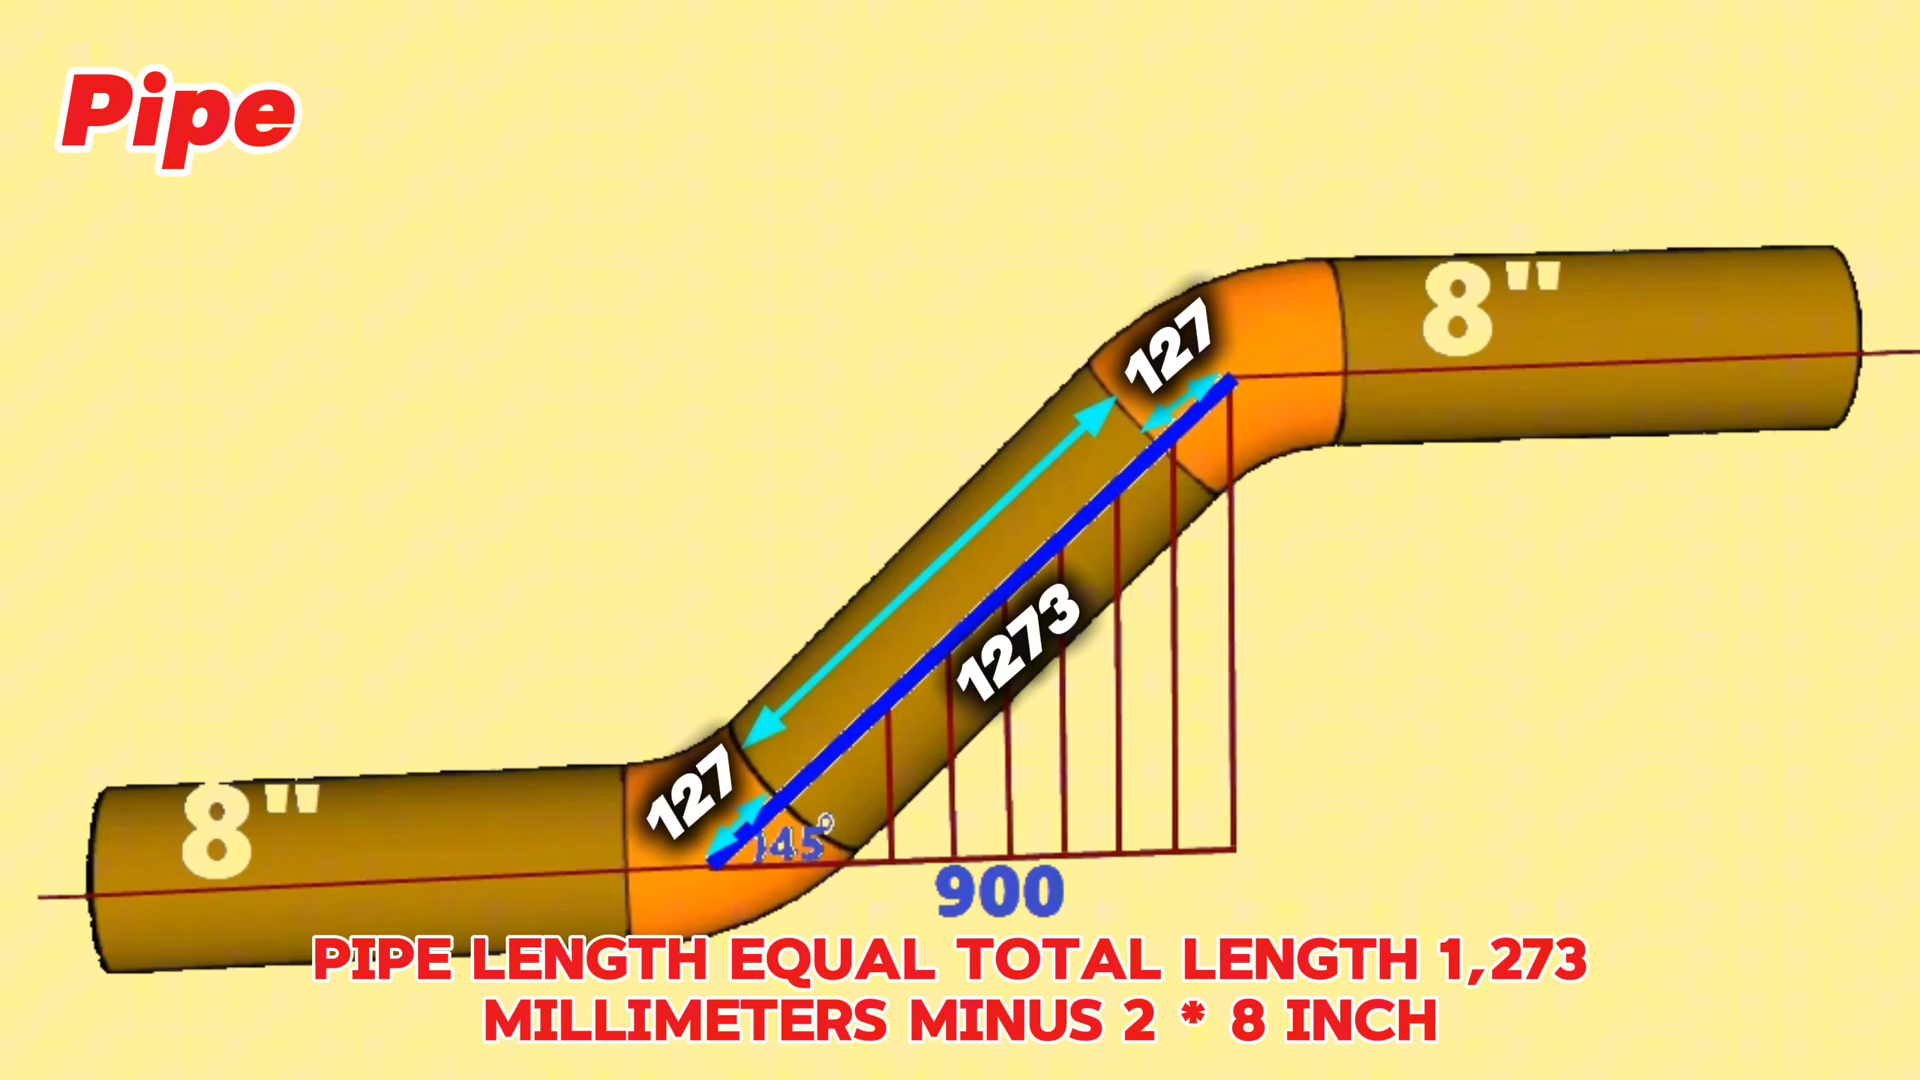 Pipe
8"
127
1273
127
8"
45°
900
PIPE LENGTH EQUAL TOTAL LENGTH 1,273
MILLIMETERS MINUS 2 * 8 INCH